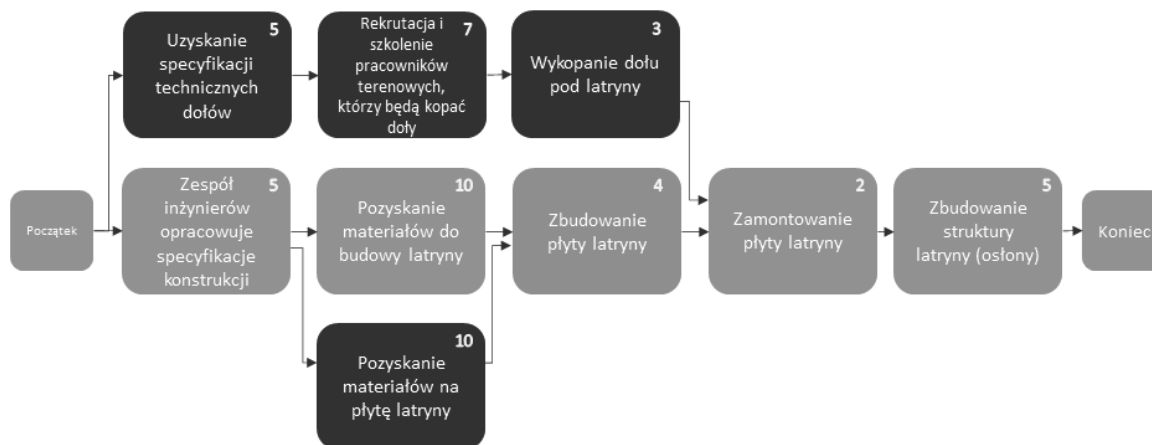 5
Uzyskanie
specyfikacji
technicznych
dołów
7
Rekrutacja i
szkolenie
pracowników
terenowych,
którzy będą kopać
doły
3
Wykopanie dołu
pod latryny
Początek
5
Zespół
inżynierów
opracowuje
specyfikacje
konstrukcji
10
Pozyskanie
materiałów do
budowy latryny
4
Zbudowanie
płyty latryny
2
Zamontowanie
płyty latryny
5
Zbudowanie
struktury
latryny (osłony)
Koniec
10
Pozyskanie
materiałów na
płytę latryny